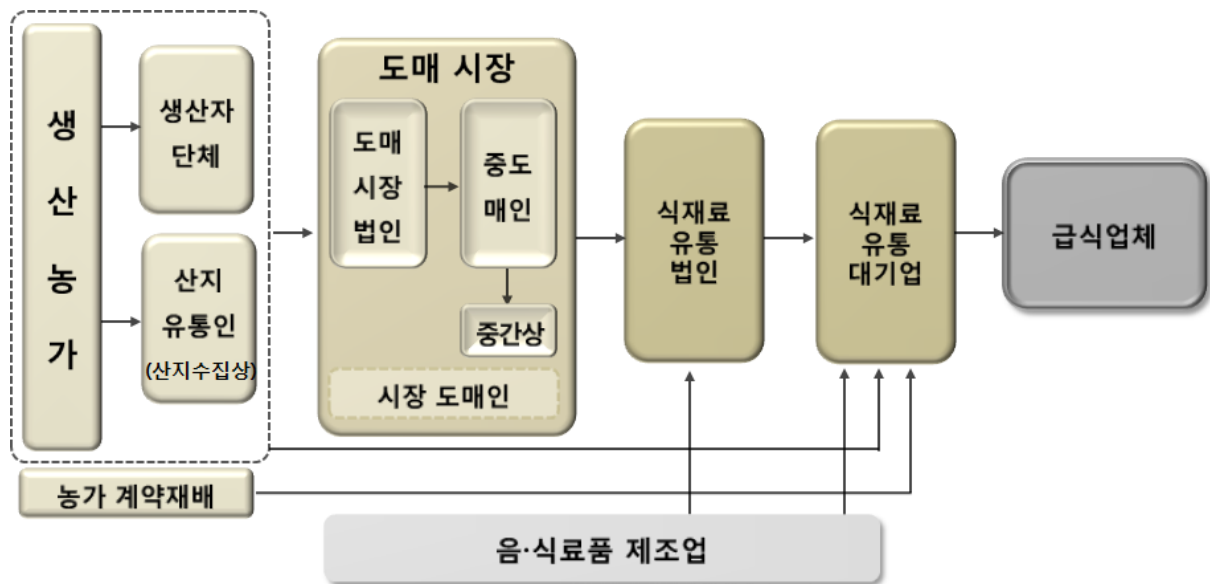 생
산
농
가
생산자
단체
산지
유통인
(산지수집상)
농가 계약재배
도매 시장
도매
시장
법인
중도
매인
중간상
시장 도매인
식재료
유통
법인
식재료
유통
대기업
급식업체
음·식료품 제조업